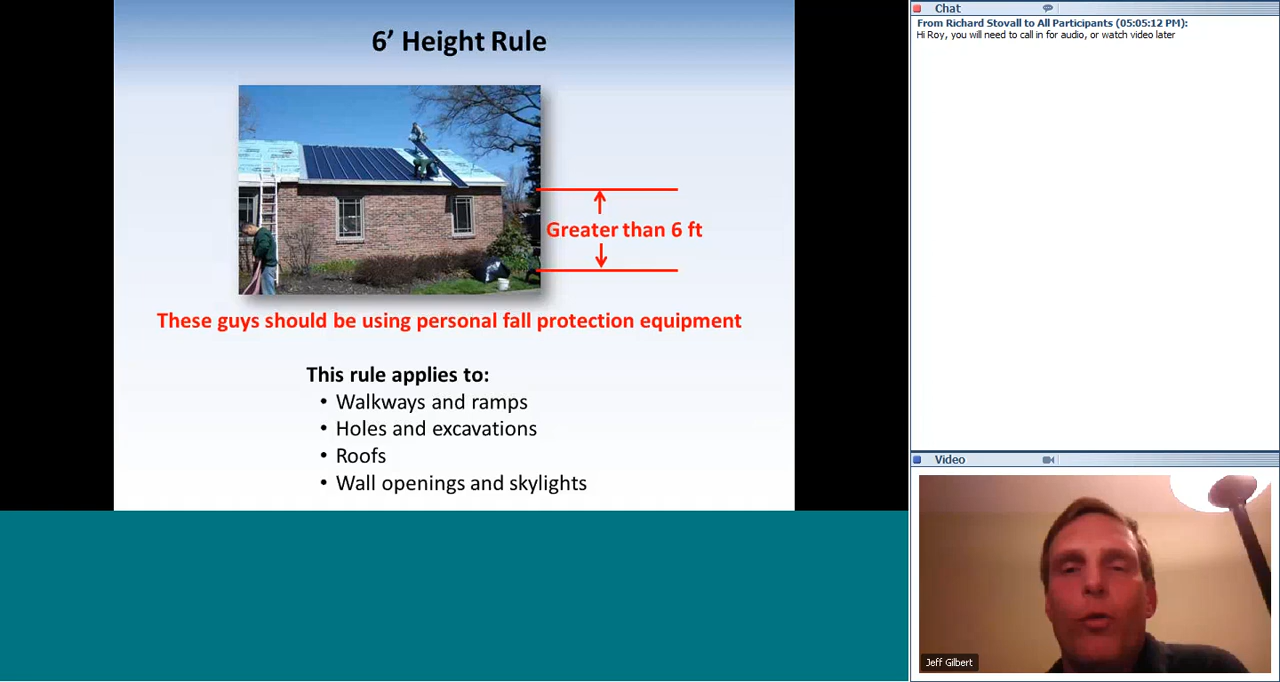 6’ Height Rule
Greater than 6 ft
These guys should be using personal fall protection equipment
This rule applies to:
• Walkways and ramps
• Holes and excavations
• Roofs
• Wall openings and skylights
Chat
From Richard Stovall to All Participants (05:05:12 PM):
Hi Roy, you will need to call in for audio, or watch video later
Video
Jeff Gilbert